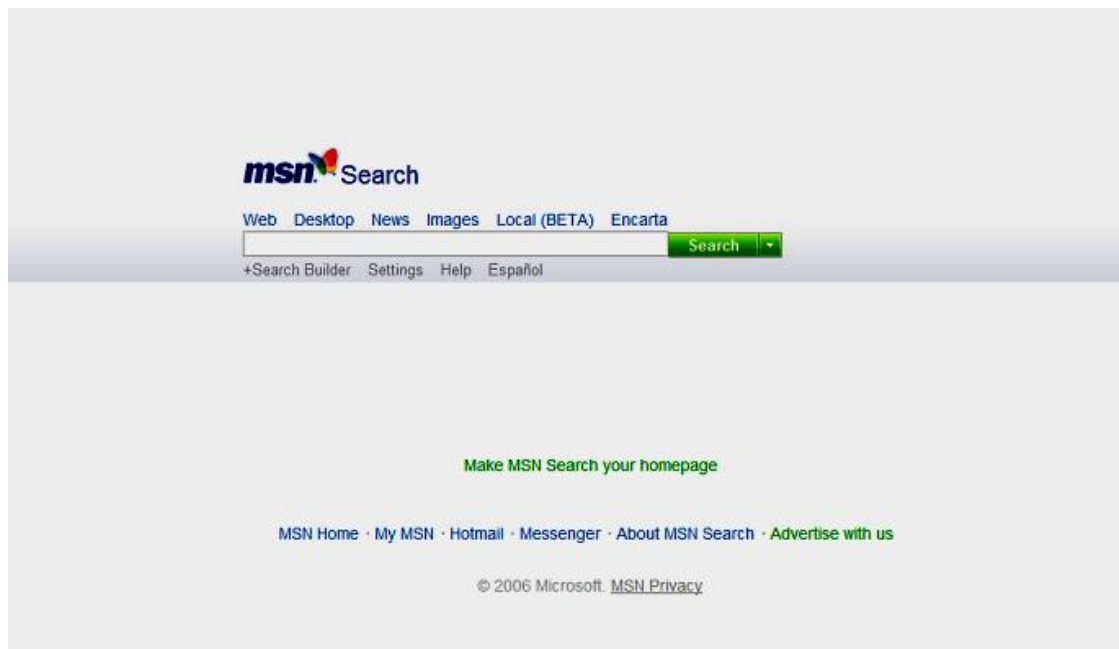 msn Search
Web Desktop News Images Local (BETA) Encarta
Search
+Search Builder Settings Help Español
Make MSN Search your homepage
MSN Home · My MSN · Hotmail · Messenger · About MSN Search · Advertise with us
© 2006 Microsoft. MSN Privacy